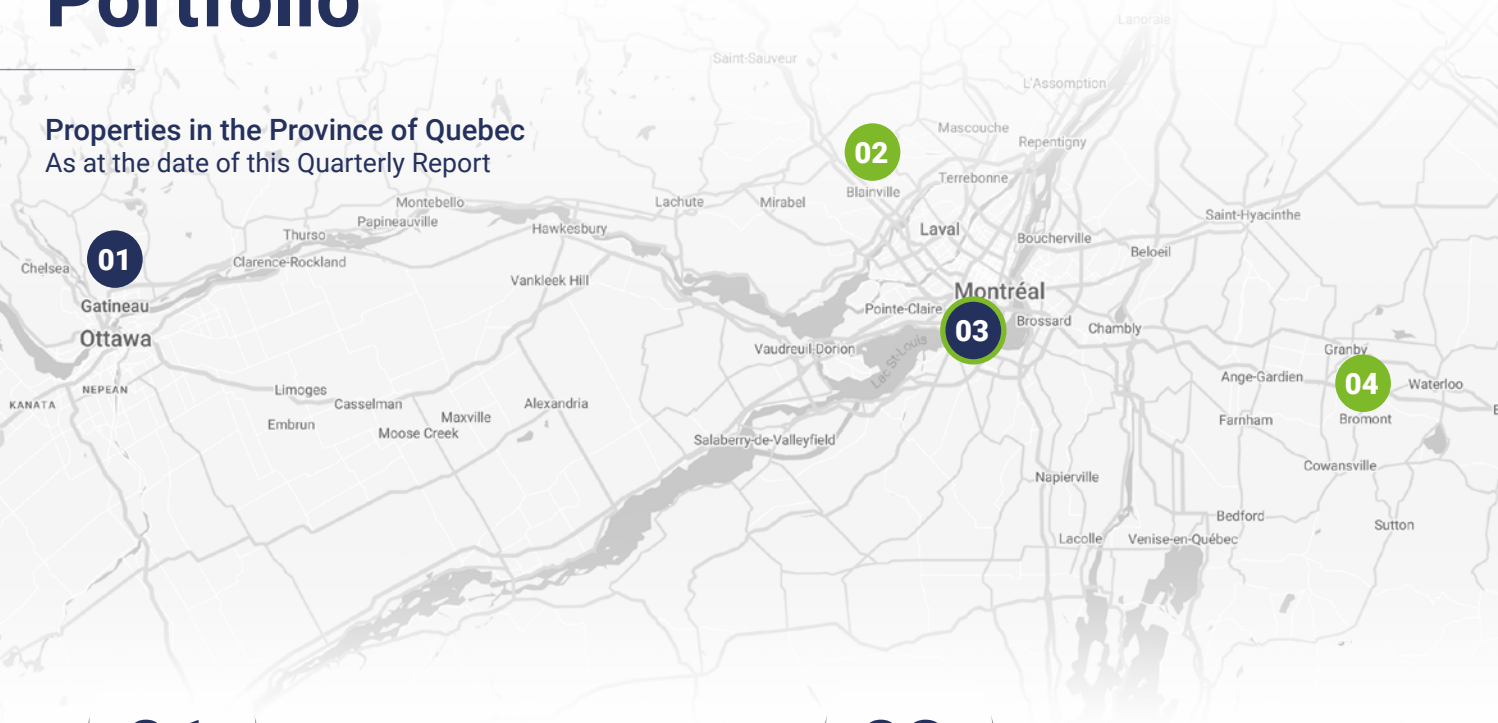 Portfolio
Lanoraie
Saint-Sauveur
L'Assomption
Properties in the Province of Quebec
As at the date of this Quarterly Report
Mascouche
Repentigny
02
Terrebonne
Blainville
Montebello
Lachute
Mirabel
Papineauville
Saint-Hyacinthe
Thurso
Hawkesbury
Laval
Boucherville
Beloeil
01
Chelsea
Clarence-Rockland
Vankleek Hill
Montréal
Gatineau
Pointe-Claire
Brossard
Chambly
03
Ottawa
Vaudreuil-Dorion
Lac St-Louis
Granby
Ange-Gardien
04
Waterloo
NEPEAN
Limoges
KANATA
Casselman
Alexandria
Maxville
Embrun
Moose Creek
Farnham
Bromont
Salaberry-de-Valleyfield
Cowansville
Napierville
Bedford
Sutton
Lacolle
Venise-en-Québec